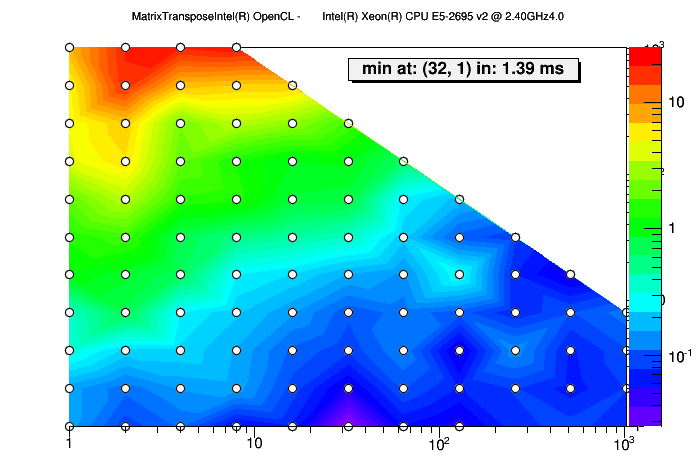 MatrixTransposeIntel(R) OpenCL - Intel(R) Xeon(R) CPU E5-2695 v2 @ 2.40GHz4.0
min at: (32, 1) in: 1.39 ms
10
1
10⁻¹
1 10 10² 10³